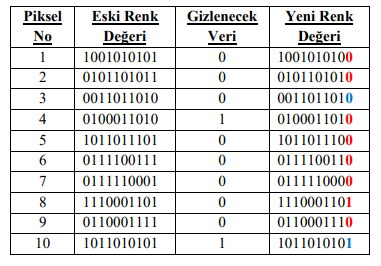 Piksel No Eski Renk Değeri Gizlenecek Veri Yeni Renk Değeri
1 1001010101 0 1001010100
2 0101101011 0 0101101010
3 0011011010 0 0011011010
4 0100011010 1 0100011010
5 1011011101 0 1011011100
6 0111100111 0 0111100110
7 0111110001 0 0111110000
8 1110001101 0 1110001101
9 0110001111 0 0110001110
10 1011010101 1 1011010101